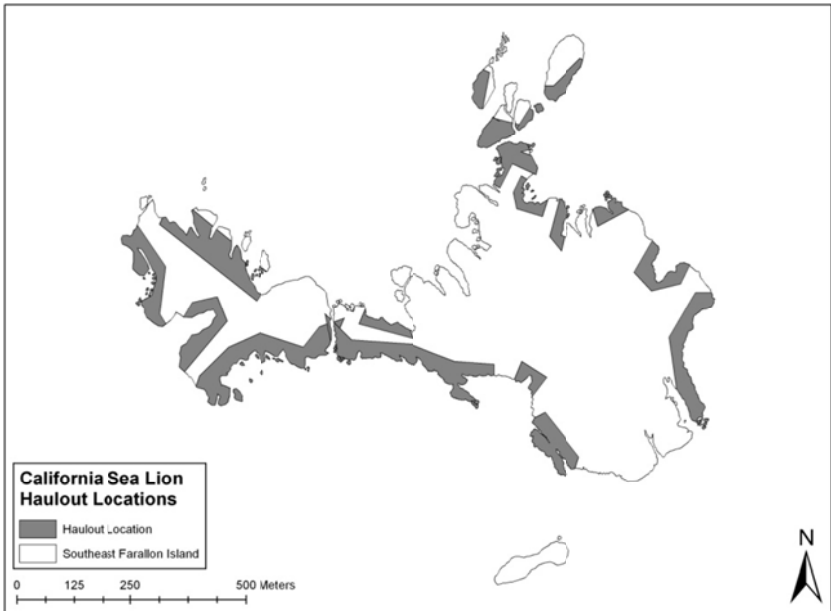 N
California Sea Lion
Haulout Locations
Haulout Location
Southeast Farallon Island
0 125 250 500 Meters